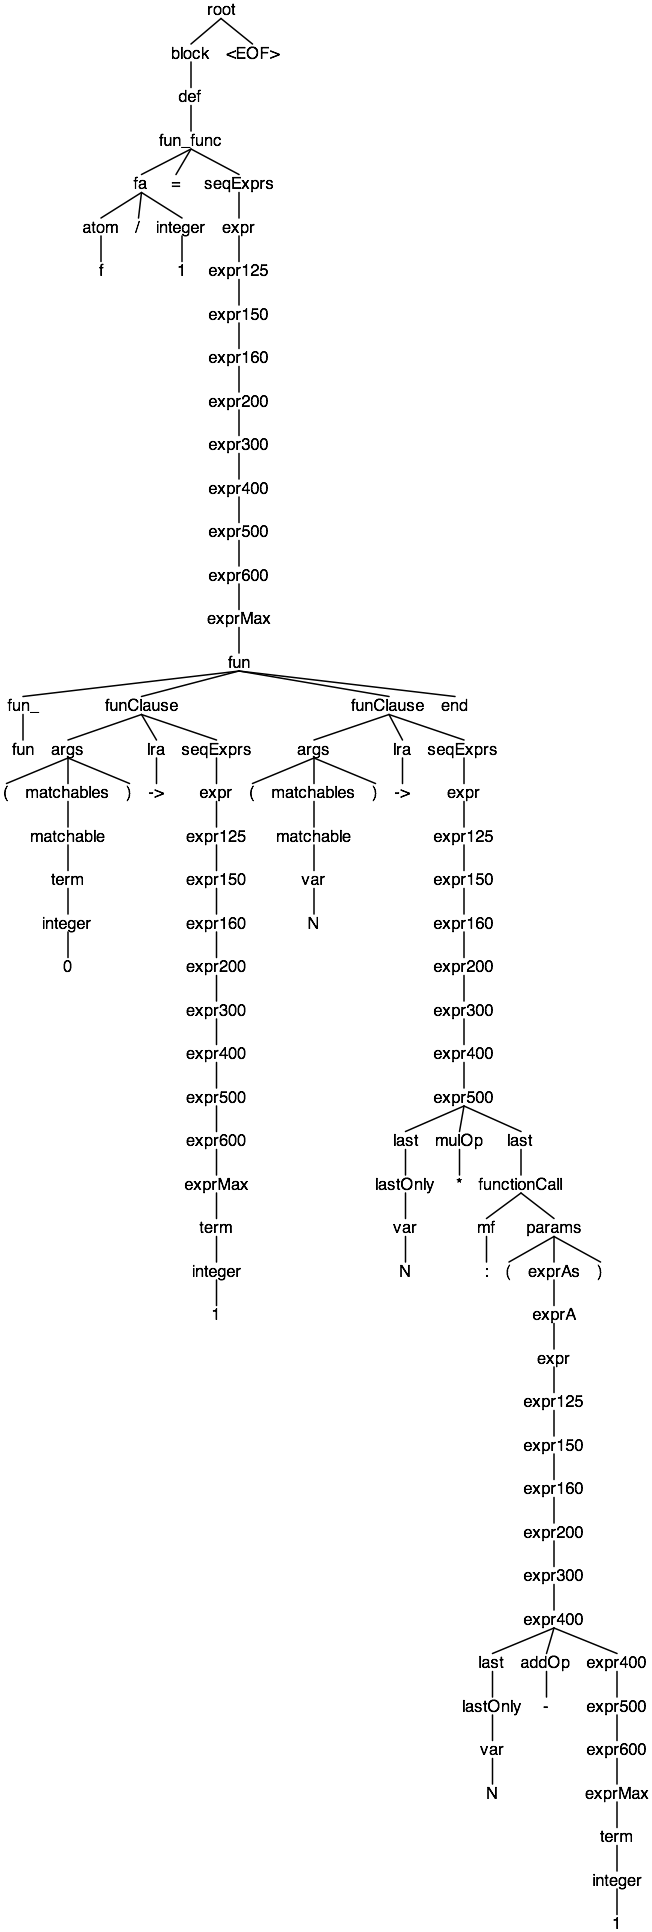 root
block <EOF>
def
fun_func
fa = seqExprs
atom / integer expr
f 1 expr125
expr150
expr160
expr200
expr300
expr400
expr500
expr600
exprMax
fun
fun_ funClause funClause end
fun args lra seqExprs args lra seqExprs
( matchables ) -> expr ( matchables ) -> expr
matchable expr125 matchable expr125
term expr150 var expr150
integer expr160 N expr160
0 expr200 expr200
expr300 expr300
expr400 expr400
expr500 expr500
expr600 last mulOp last
exprMax lastOnly * functionCall
term var mf params
integer N : ( exprAs )
1 exprA
expr
expr125
expr150
expr160
expr200
expr300
expr400
last addOp expr400
lastOnly - expr500
var expr600
N exprMax
term
integer
1